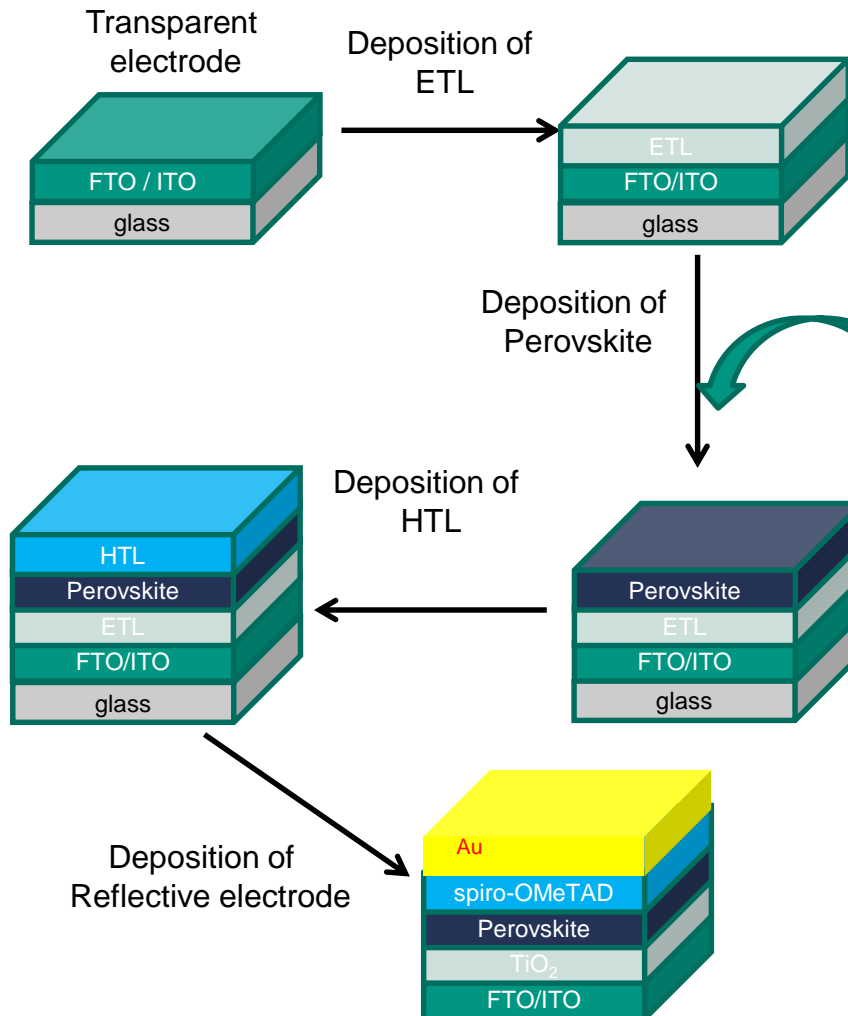 Transparent
electrode
Deposition of
ETL
FTO / ITO
glass
ETL
FTO/ITO
glass
Deposition of
Perovskite
Deposition of
HTL
HTL
Perovskite
ETL
FTO/ITO
glass
Perovskite
ETL
FTO/ITO
glass
Deposition of
Reflective electrode
Au
spiro-OMeTAD
Perovskite
TiO₂
FTO/ITO